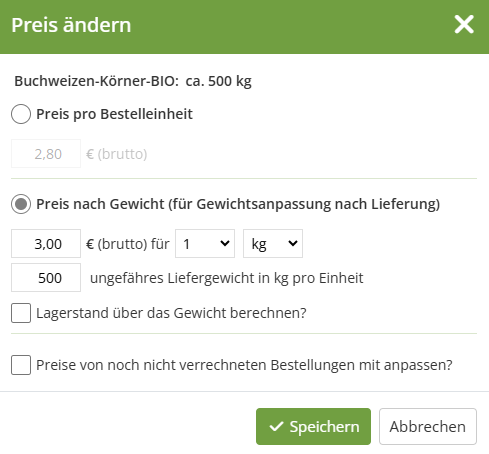 Preis ändern
Buchweizen-Körner-BIO: ca. 500 kg
Preis pro Bestelleinheit
2,80 € (brutto)
Preis nach Gewicht (für Gewichtsanpassung nach Lieferung)
3,00 € (brutto) für 1 kg
500 ungefähres Liefergewicht in kg pro Einheit
Lagerstand über das Gewicht berechnen?
Preise von noch nicht verrechneten Bestellungen mit anpassen?
Speichern Abbrechen